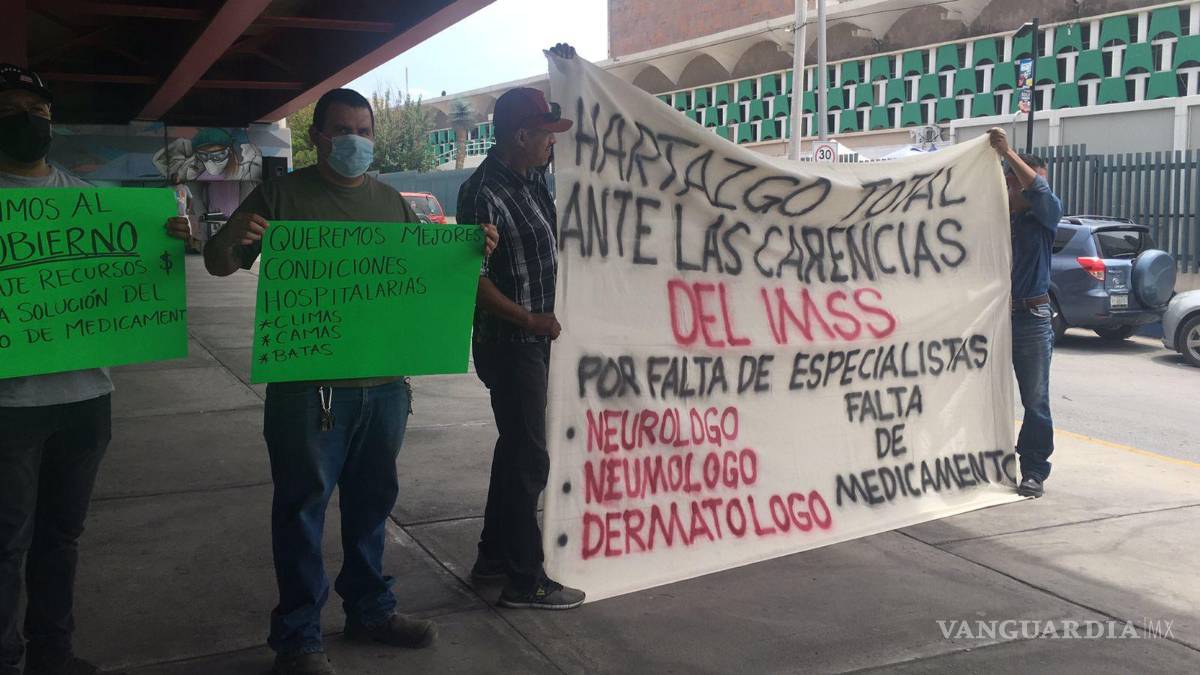 IMOS AL
OBIERNO
JE RECURSOS $
A SOLUCIÓN DEL
O DE MEDICAMENT
QUEREMOS MEJORES
CONDICIONES
HOSPITALARIAS
*CLIMAS
*CAMAS
*BATAS
HARTAZGO TOTAL
ANTE LAS CARENCIAS
DEL IMSS
POR FALTA DE ESPECIALISTAS
• NEUROLOGO
• NEUMOLOGO
• DERMATOLOGO
FALTA
DE
MEDICAMENTO
30
VANGUARDIA|MX